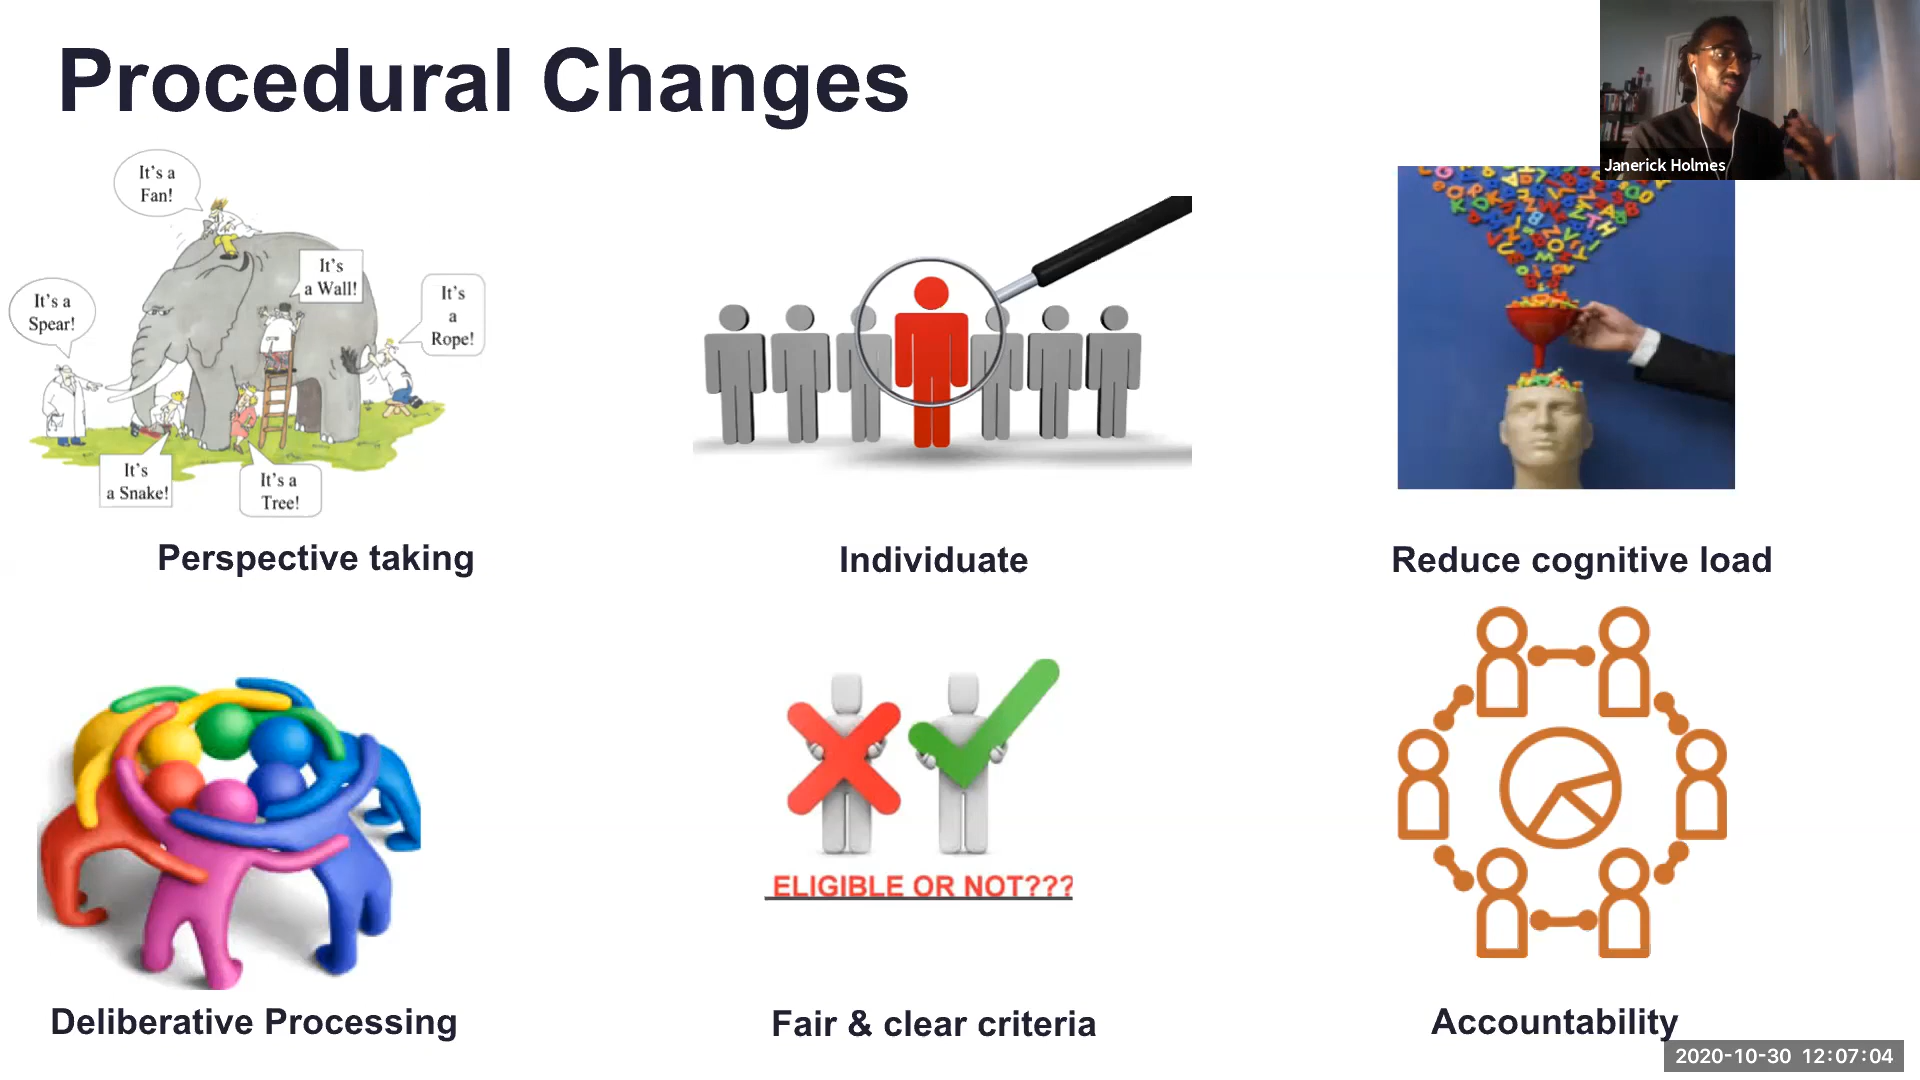 Procedural Changes
Janerick Holmes
It's a
Fan!
It's
a Wall!
It's a
Spear!
It's
a
Rope!
It's
a Snake!
It's a
Tree!
Perspective taking
Individuate
Reduce cognitive load
ELIGIBLE OR NOT???
Deliberative Processing
Fair & clear criteria
Accountability
2020-10-30 12:07:04